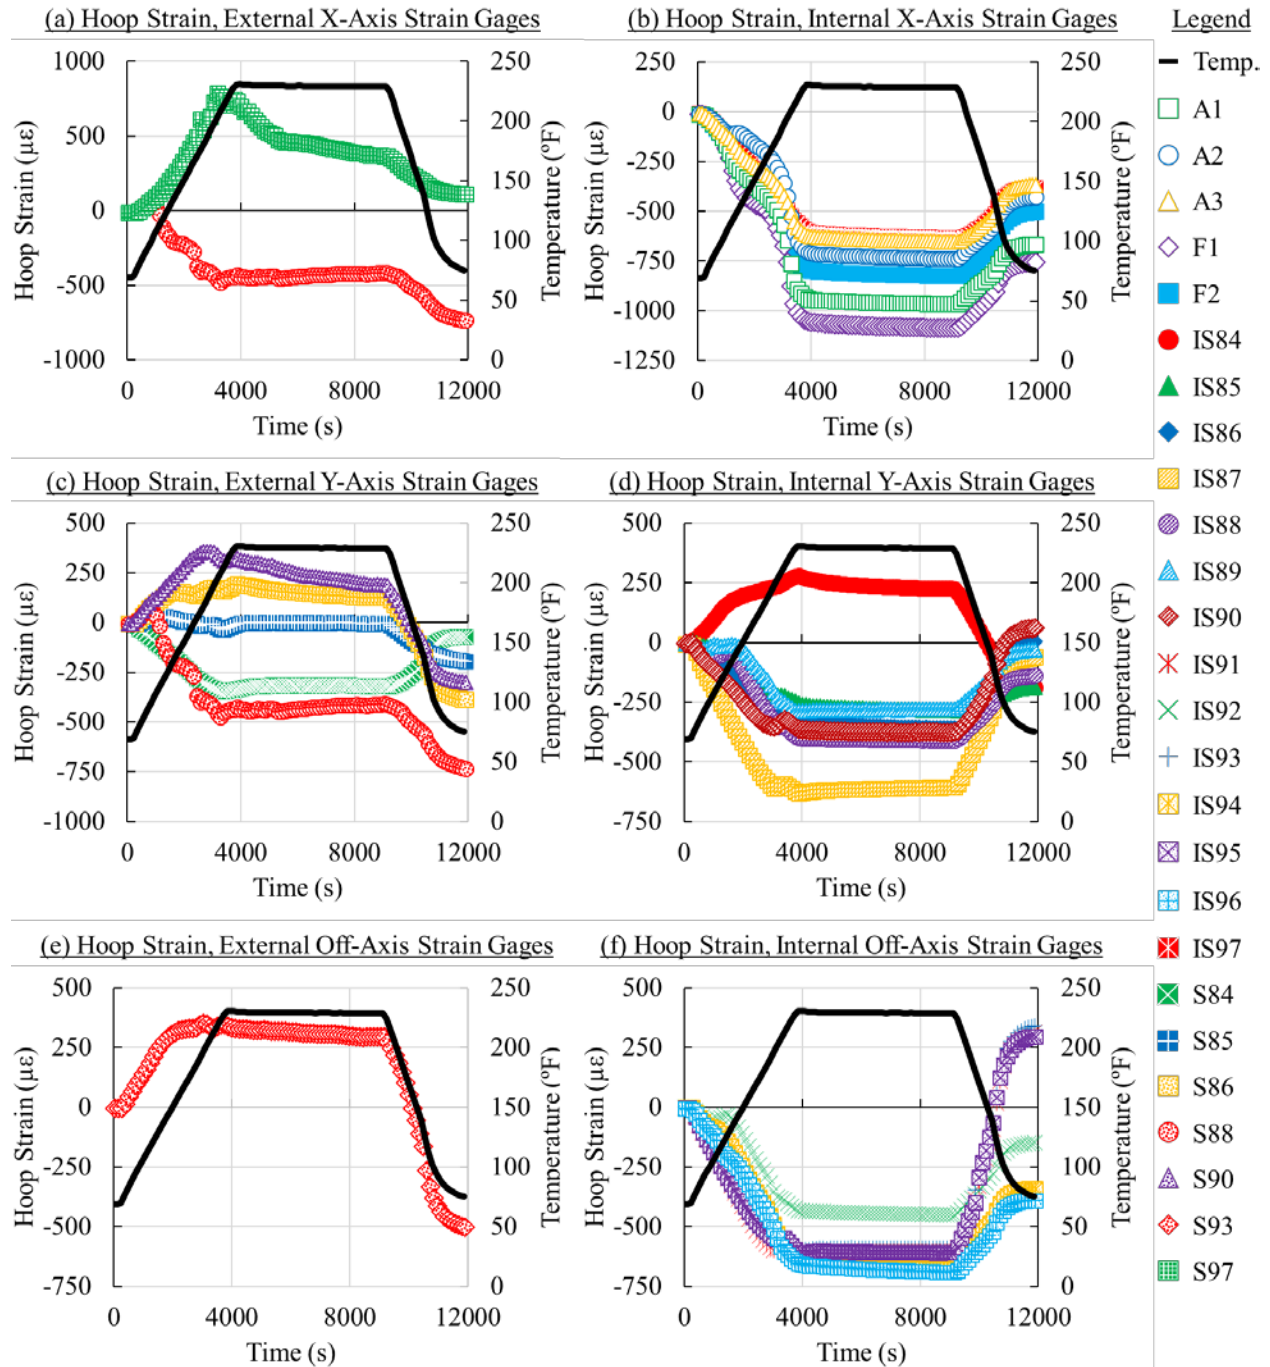 (a) Hoop Strain, External X-Axis Strain Gages
1000
500
0
-500
-1000
Hoop Strain (με)
250
200
150
100
50
0
Temperature (°F)
0 4000 8000 12000
Time (s)
(b) Hoop Strain, Internal X-Axis Strain Gages
250
0
-250
-500
-750
-1000
-1250
Hoop Strain (με)
250
200
150
100
50
0
Temperature (°F)
0 4000 8000 12000
Time (s)
(c) Hoop Strain, External Y-Axis Strain Gages
500
250
0
-250
-500
-750
-1000
Hoop Strain (με)
250
200
150
100
50
0
Temperature (°F)
0 4000 8000 12000
Time (s)
(d) Hoop Strain, Internal Y-Axis Strain Gages
500
250
0
-250
-500
-750
Hoop Strain (με)
250
200
150
100
50
0
Temperature (°F)
0 4000 8000 12000
Time (s)
(e) Hoop Strain, External Off-Axis Strain Gages
500
250
0
-250
-500
-750
Hoop Strain (με)
250
200
150
100
50
0
Temperature (°F)
0 4000 8000 12000
Time (s)
(f) Hoop Strain, Internal Off-Axis Strain Gages
500
250
0
-250
-500
-750
Hoop Strain (με)
250
200
150
100
50
0
Temperature (°F)
0 4000 8000 12000
Time (s)
Legend
Temp.
A1
A2
A3
F1
F2
IS84
IS85
IS86
IS87
IS88
IS89
IS90
IS91
IS92
IS93
IS94
IS95
IS96
IS97
S84
S85
S86
S88
S90
S93
S97